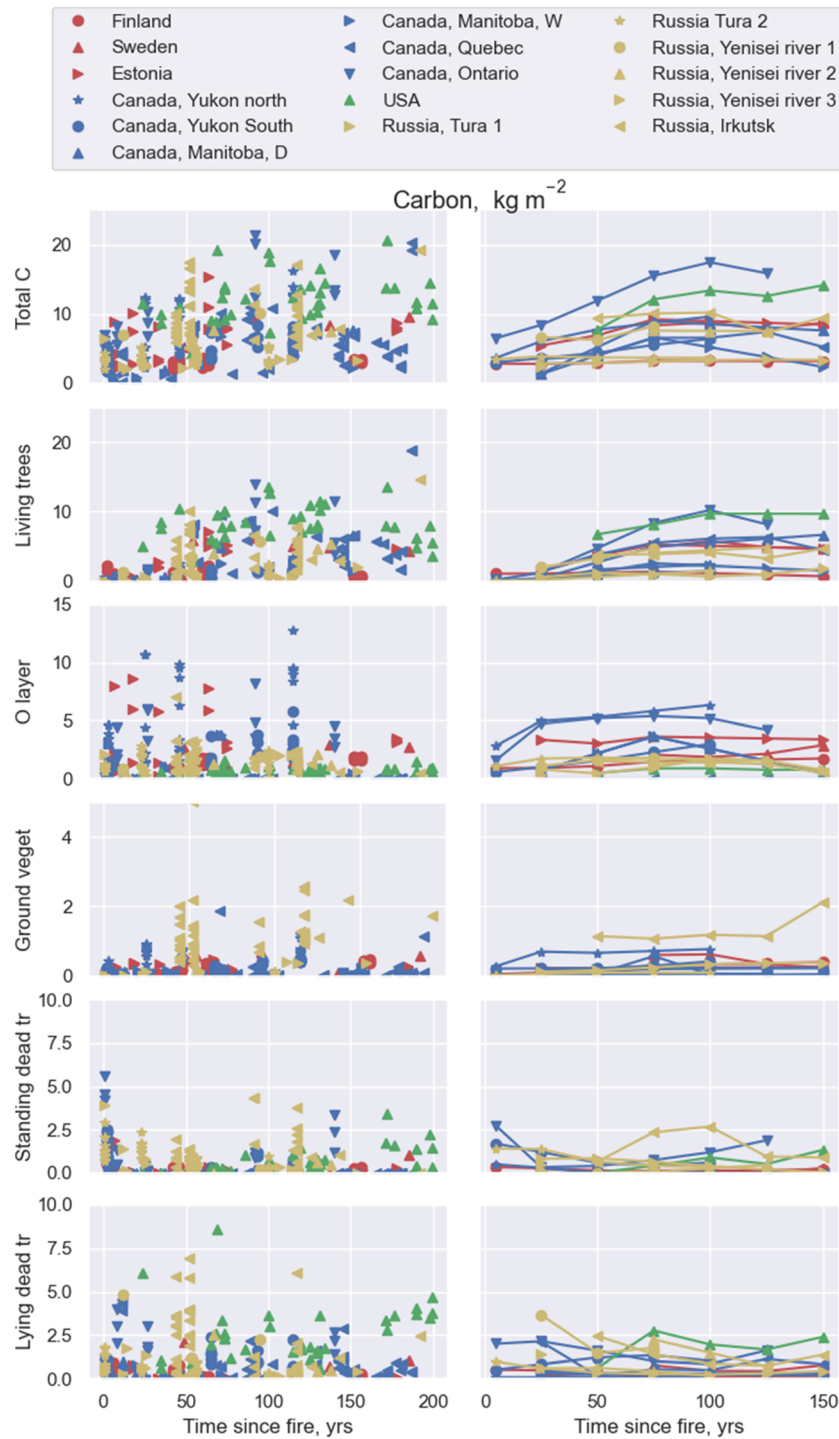 Finland
Sweden
Estonia
Canada, Yukon north
Canada, Yukon South
Canada, Manitoba, D
Canada, Manitoba, W
Canada, Quebec
Canada, Ontario
USA
Russia, Tura 1
Russia Tura 2
Russia, Yenisei river 1
Russia, Yenisei river 2
Russia, Yenisei river 3
Russia, Irkutsk
Carbon, kg m⁻²
Total C
20
10
0
Living trees
20
10
0
O layer
15
10
5
0
Ground veget
4
2
0
Standing dead tr
10.0
7.5
5.0
2.5
0.0
Lying dead tr
10.0
7.5
5.0
2.5
0.0
0 50 100 150 200
0 50 100 150
Time since fire, yrs
Time since fire, yrs